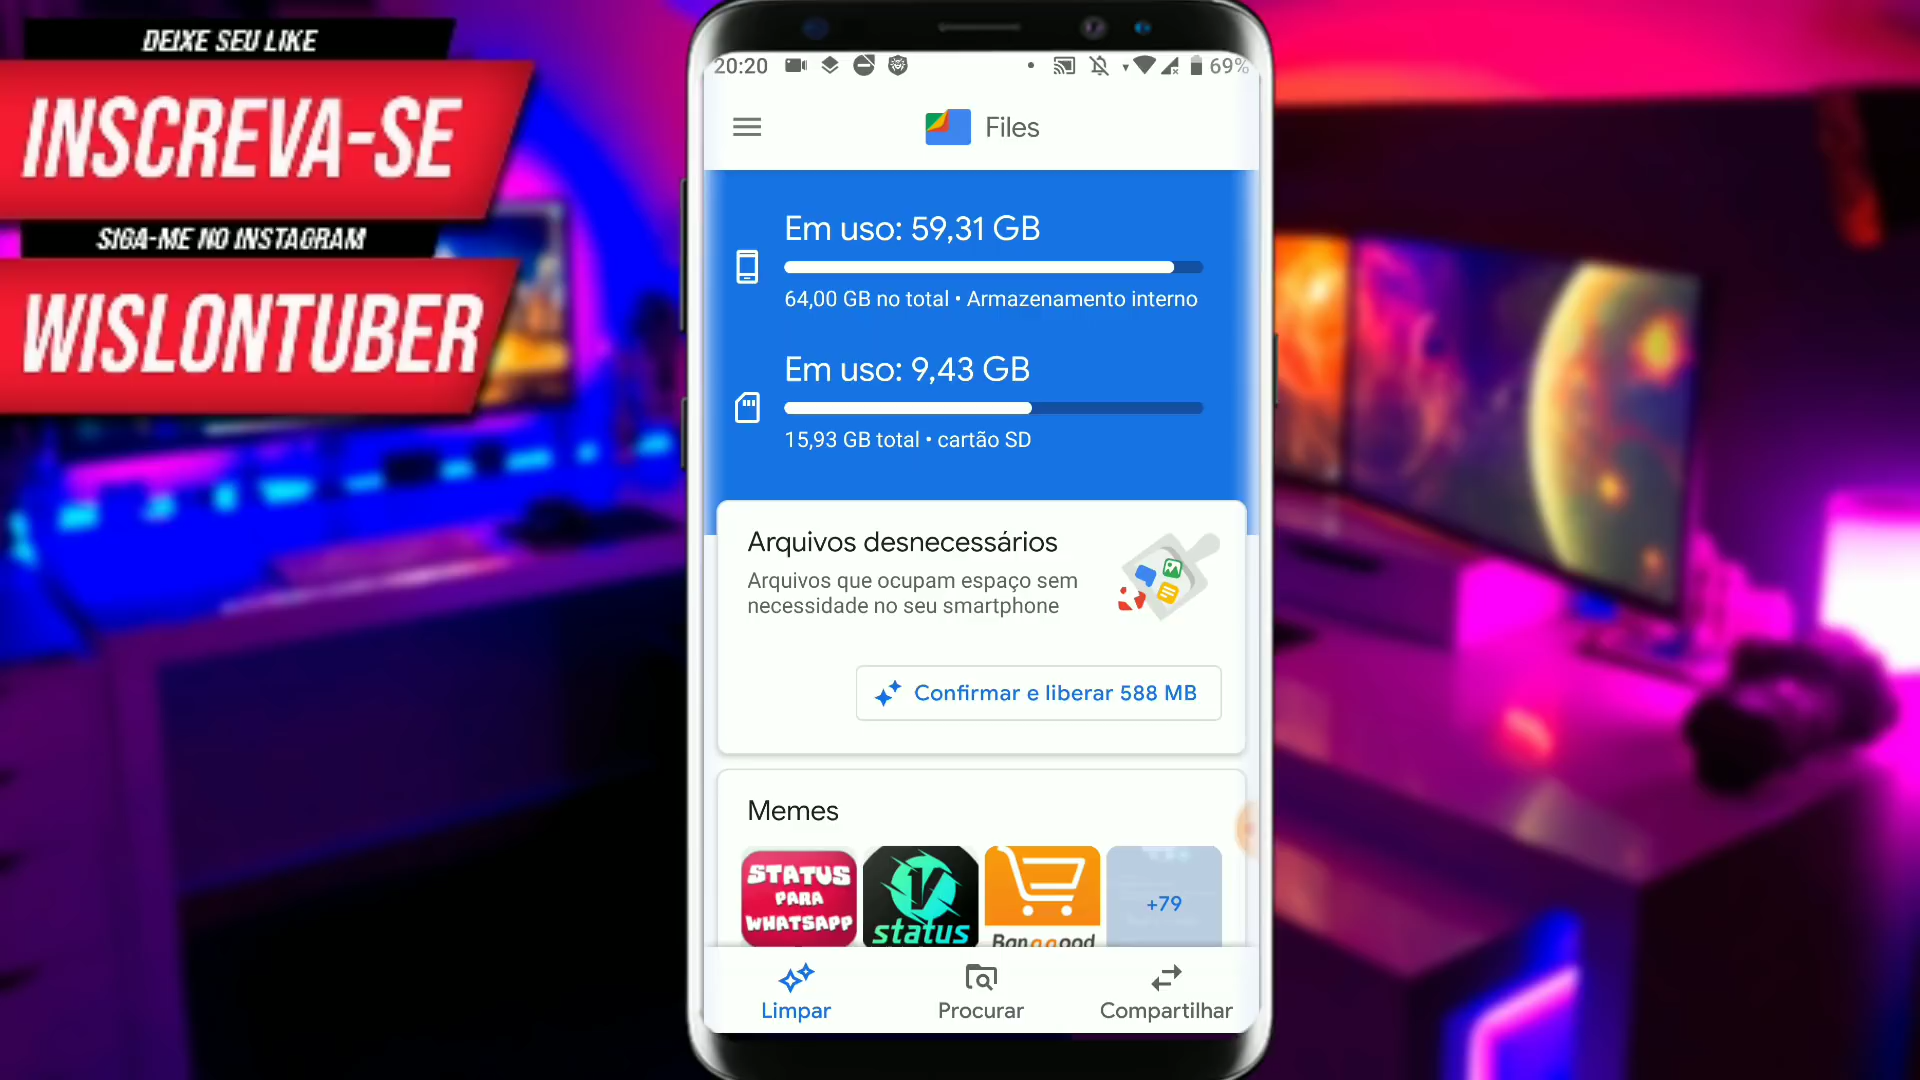 DEIXE SEU LIKE
INSCREVA-SE
SIGA-ME NO INSTAGRAM
WISLONTUBER
20:20
69%
Files
Em uso: 59,31 GB
64,00 GB no total • Armazenamento interno
Em uso: 9,43 GB
15,93 GB total • cartão SD
Arquivos desnecessários
Arquivos que ocupam espaço sem
necessidade no seu smartphone
Confirmar e liberar 588 MB
Memes
STATUS
PARA
WHATSAPP
status
Banggood
+79
Limpar
Procurar
Compartilhar